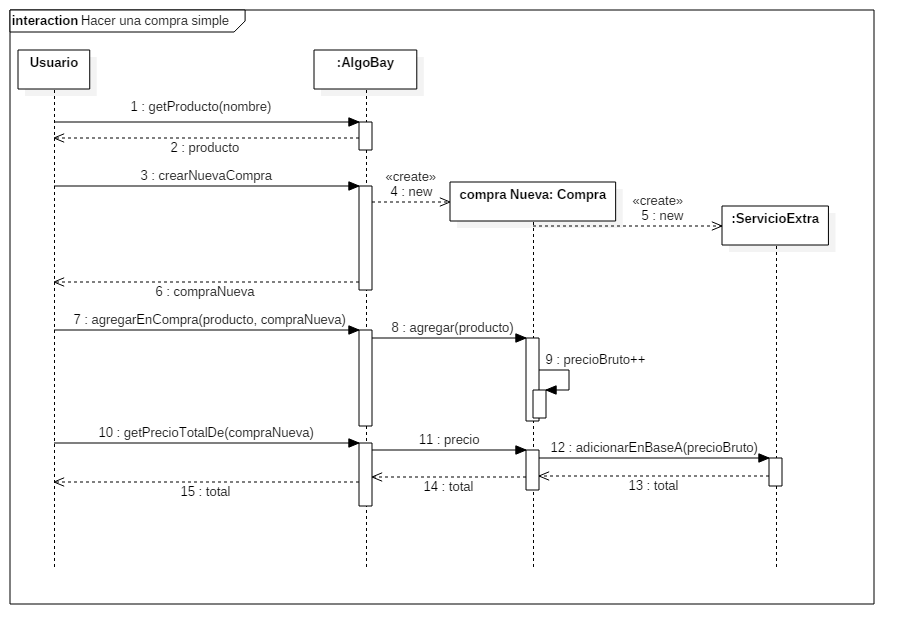 interaction Hacer una compra simple
Usuario
:AlgoBay
1 : getProducto(nombre)
2 : producto
3 : crearNuevaCompra
«create»
4 : new
compra Nueva: Compra
«create»
5 : new
:ServicioExtra
6 : compraNueva
7 : agregarEnCompra(producto, compraNueva)
8 : agregar(producto)
9 : precioBruto++
10 : getPrecioTotalDe(compraNueva)
11 : precio
12 : adicionarEnBaseA(precioBruto)
13 : total
14 : total
15 : total